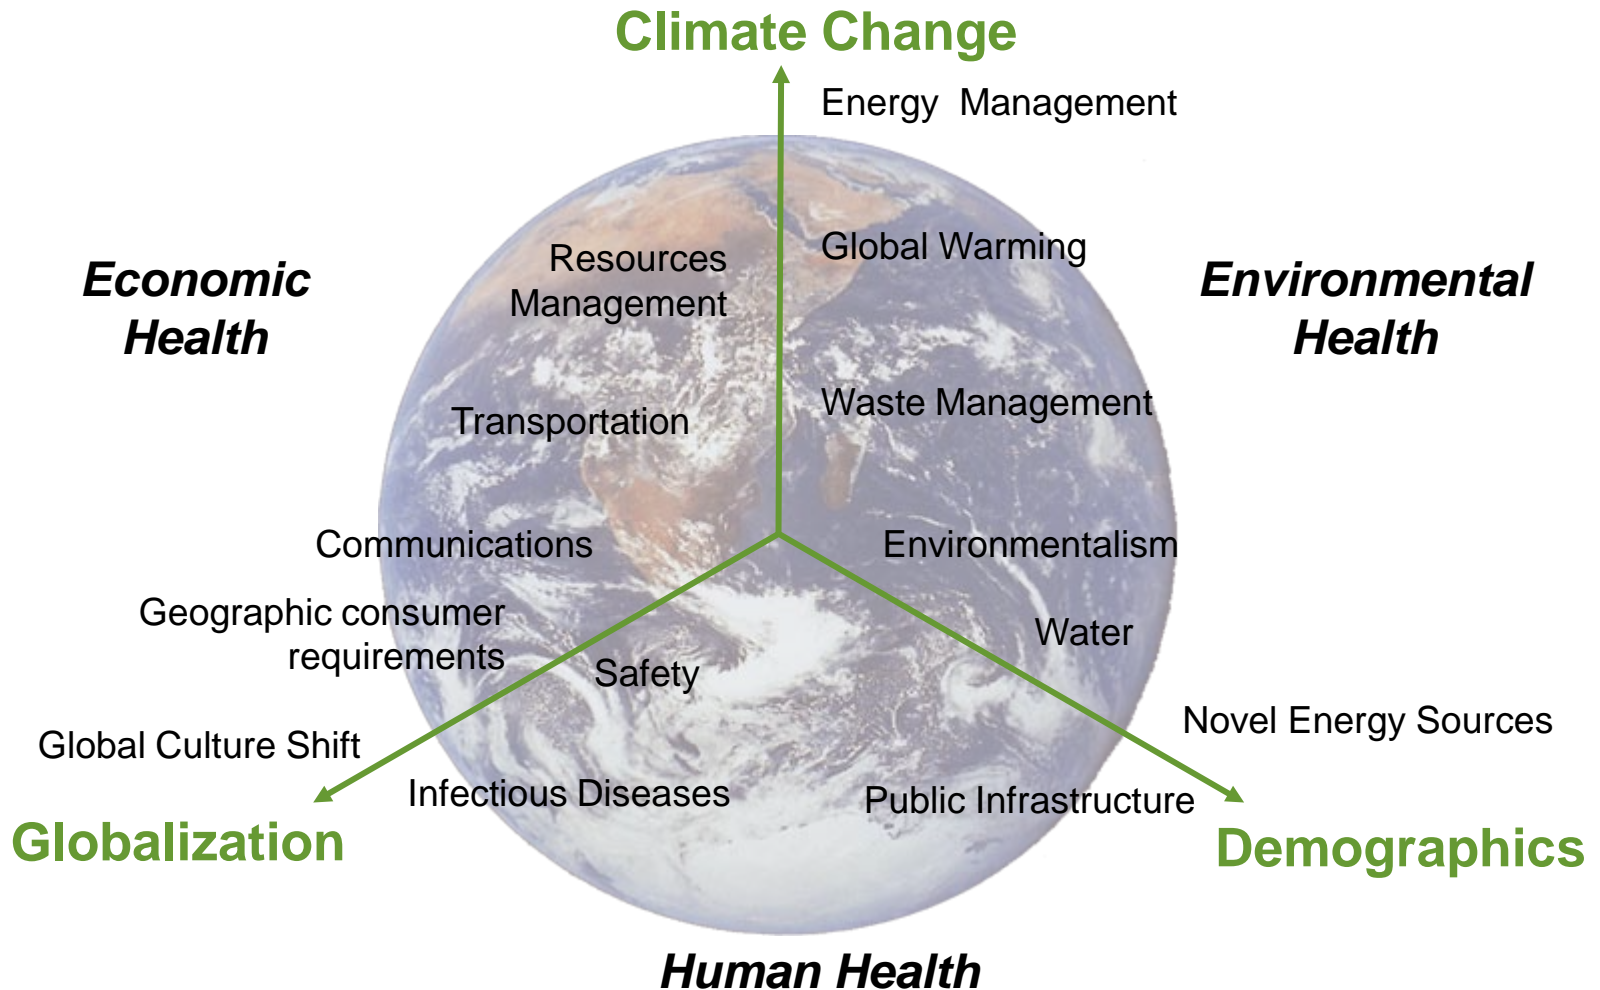 Climate Change
Energy Management
Economic
Health
Resources
Management
Global Warming
Environmental
Health
Transportation
Waste Management
Communications
Environmentalism
Geographic consumer
requirements
Water
Safety
Global Culture Shift
Novel Energy Sources
Infectious Diseases
Public Infrastructure
Globalization
Demographics
Human Health